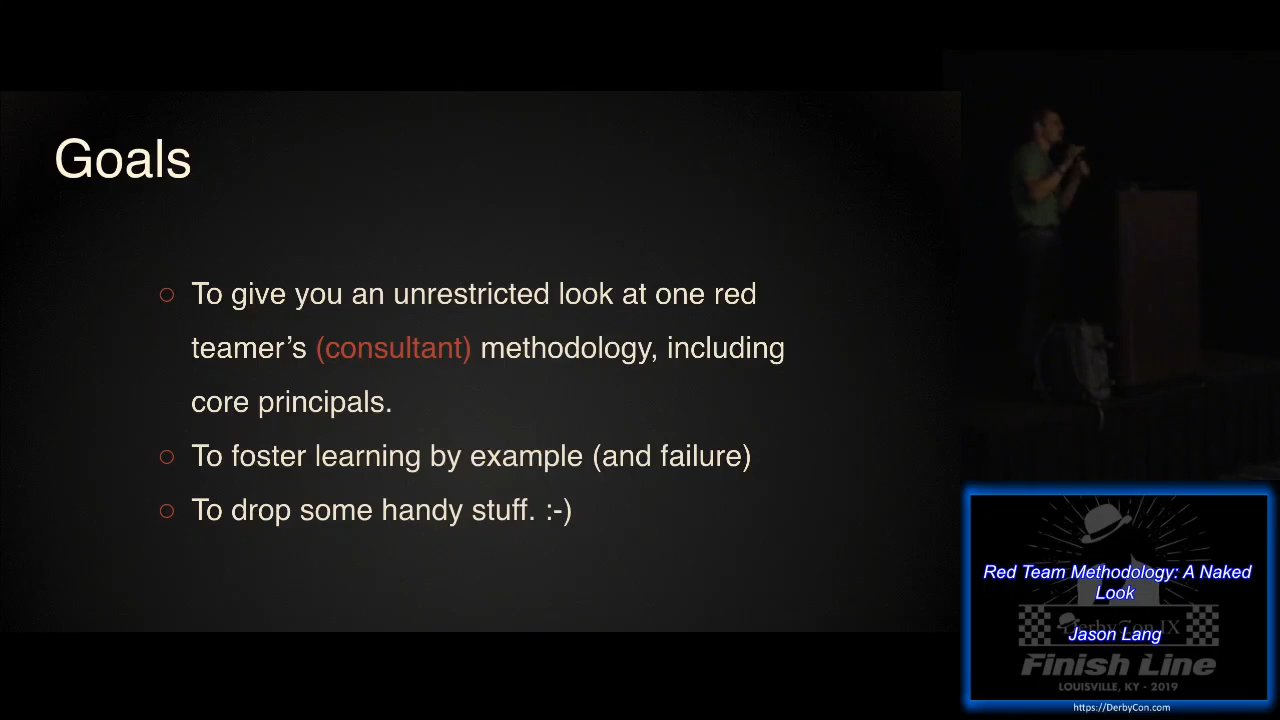 Goals
To give you an unrestricted look at one red
teamer’s (consultant) methodology, including
core principals.
To foster learning by example (and failure)
To drop some handy stuff. :-)
Red Team Methodology: A Naked
Look
DerbyCon IX
Jason Lang
Finish Line
LOUISVILLE, KY - 2019
https://DerbyCon.com